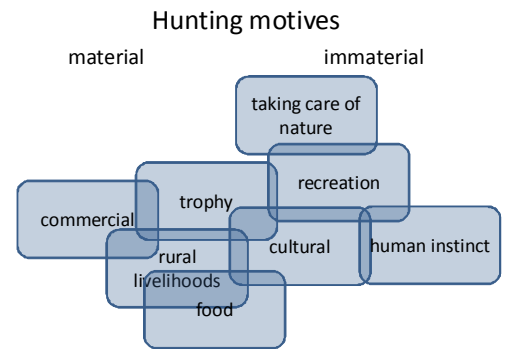 Hunting motives
material
immaterial
taking care of
nature
recreation
trophy
commercial
cultural
human instinct
rural
livelihoods
food